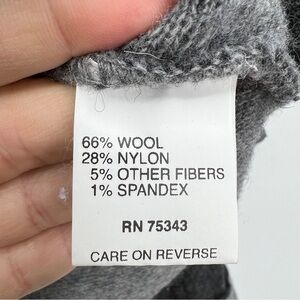 66% WOOL
28% NYLON
5% OTHER FIBERS
1% SPANDEX
RN 75343
CARE ON REVERSE